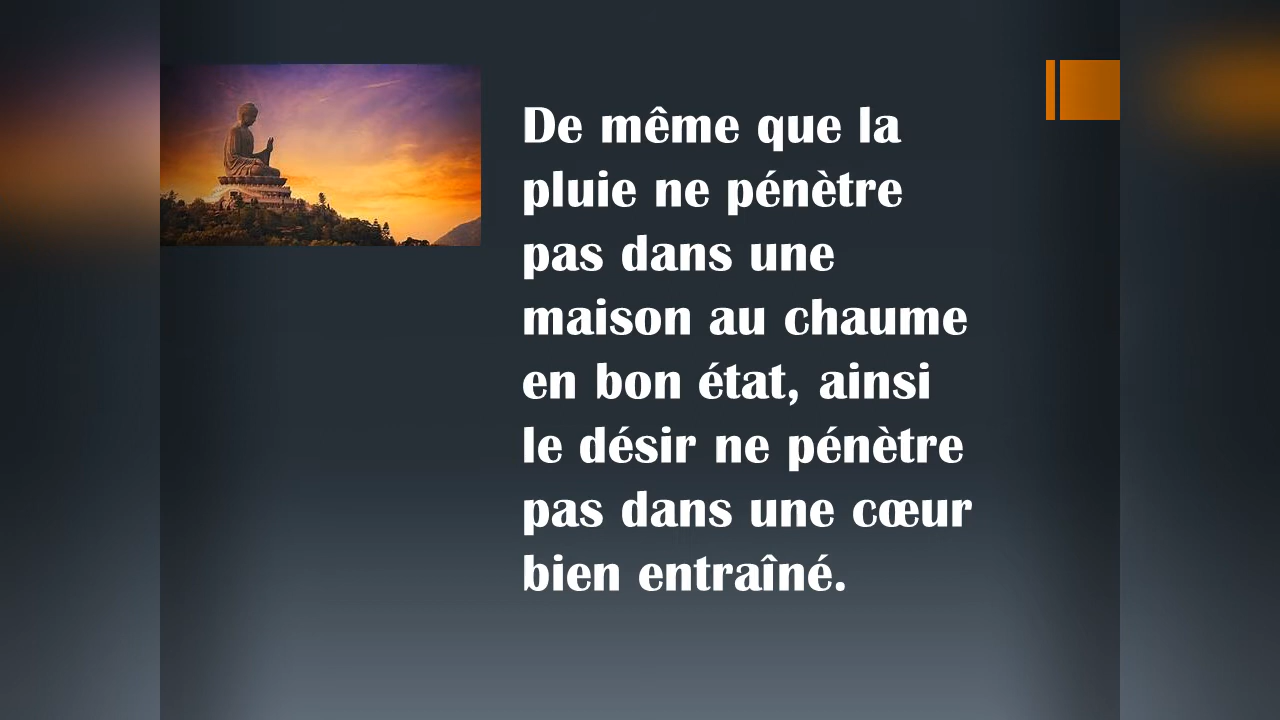 De même que la
pluie ne pénètre
pas dans une
maison au chaume
en bon état, ainsi
le désir ne pénètre
pas dans une cœur
bien entraîné.